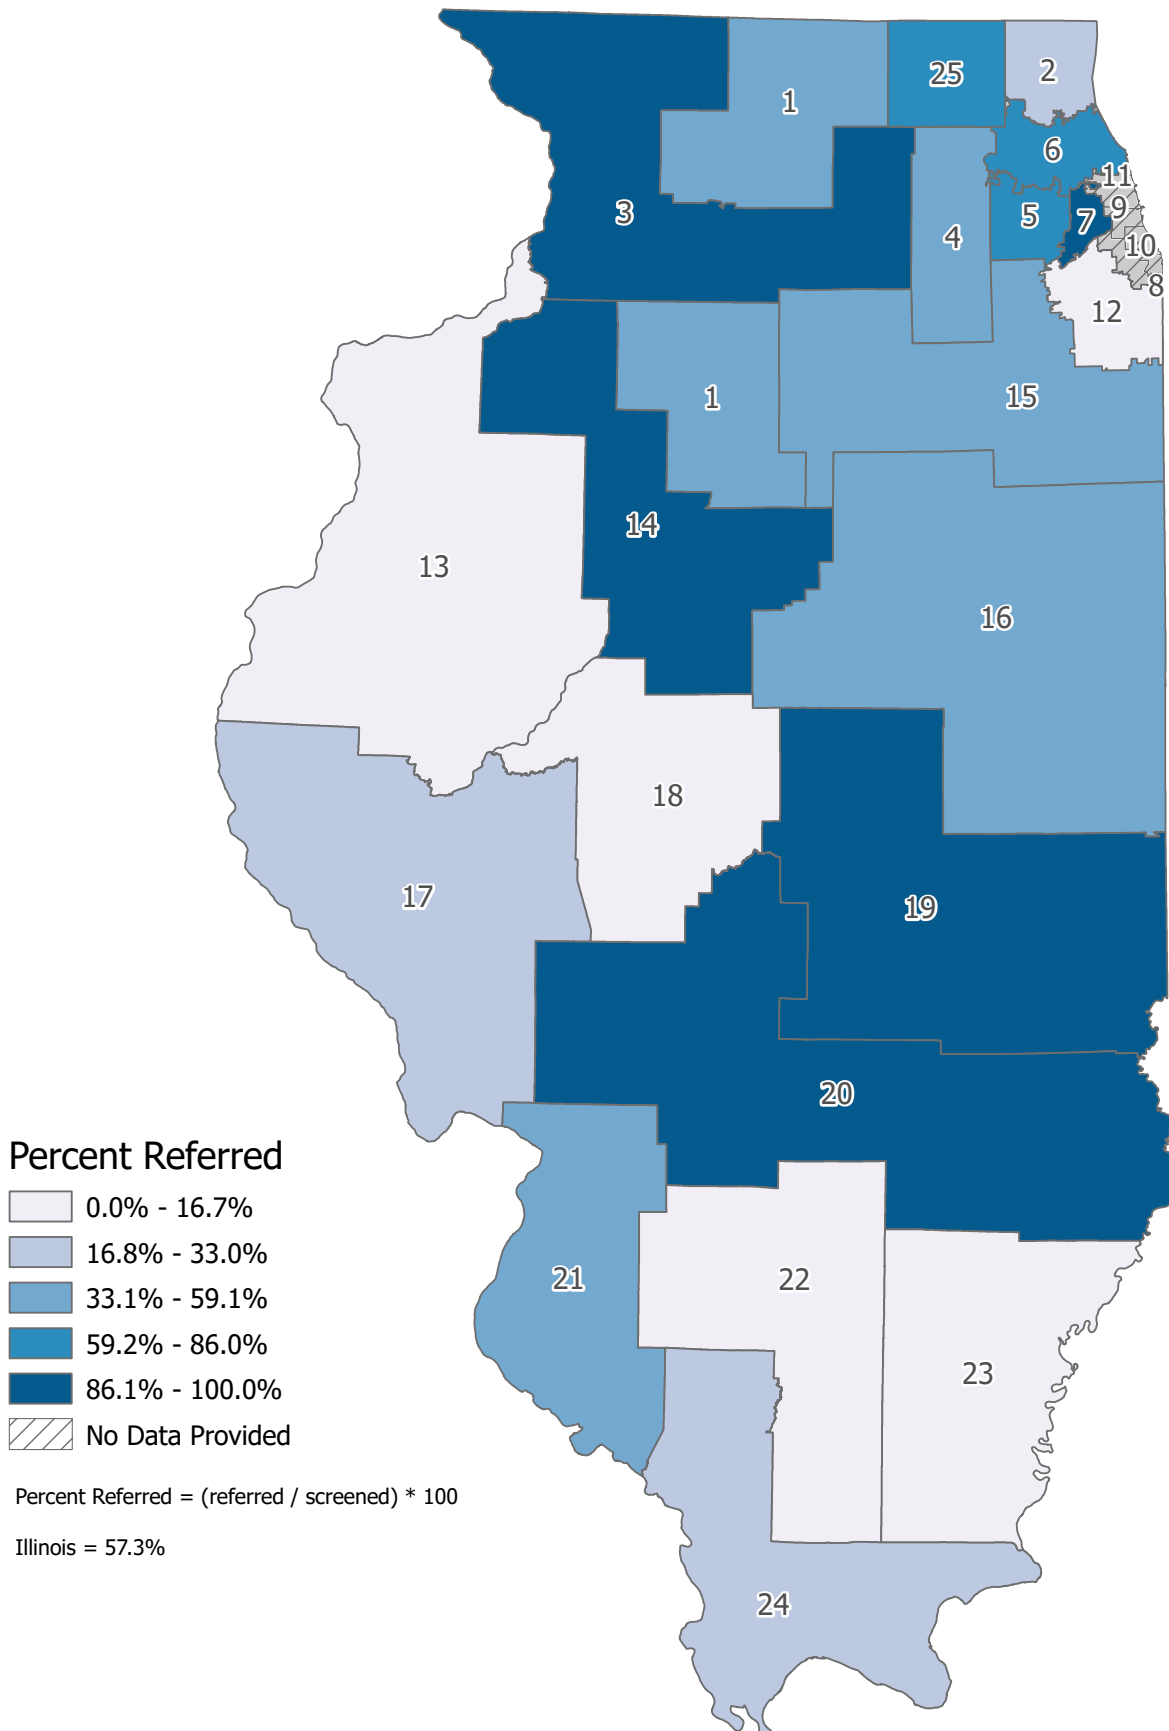 2
25
1
6
11
3
9
5
7
4
10
8
12
1
15
14
13
16
18
17
19
20
Percent Referred
0.0% - 16.7%
16.8% - 33.0%
21
22
33.1% - 59.1%
59.2% - 86.0%
23
86.1% - 100.0%
No Data Provided
Percent Referred = (referred / screened) * 100
Illinois = 57.3%
24